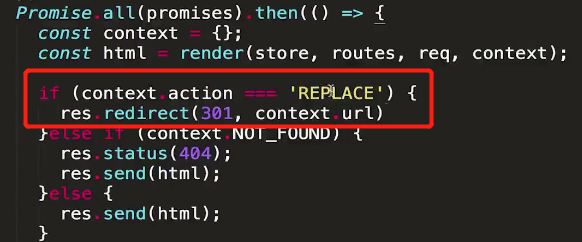 Promise.all(promises).then(() => {
const context = {};
const html = render(store, routes, req, context);
if (context.action === 'REPLACE') {
res.redirect(301, context.url)
}else if (context.NOT_FOUND) {
res.status(404);
res.send(html);
}else {
res.send(html);
}